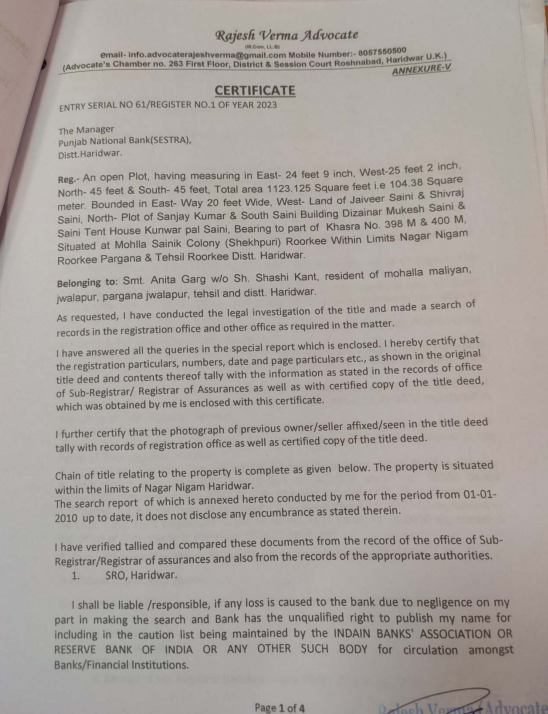 Rajesh Verma Advocate
(M.Com, LL.B)
email- info.advocaterajeshverma@gmail.com Mobile Number:- 8057550500
(Advocate's Chamber no. 263 First Floor, District & Session Court Roshnabad, Haridwar U.K.)
ANNEXURE-V
CERTIFICATE
ENTRY SERIAL NO 61/REGISTER NO.1 OF YEAR 2023
The Manager
Punjab National Bank(SESTRA),
Distt.Haridwar.
Reg.- An open Plot, having measuring in East- 24 feet 9 inch, West-25 feet 2 inch,
North- 45 feet & South- 45 feet, Total area 1123.125 Square feet i.e 104.38 Square
meter. Bounded in East- Way 20 feet Wide, West- Land of Jaiveer Saini & Shivraj
Saini, North- Plot of Sanjay Kumar & South Saini Building Dizainar Mukesh Saini &
Saini Tent House Kunwar pal Saini, Bearing to part of Khasra No. 398 M & 400 M,
Situated at Mohlla Sainik Colony (Shekhpuri) Roorkee Within Limits Nagar Nigam
Roorkee Pargana & Tehsil Roorkee Distt. Haridwar.
Belonging to: Smt. Anita Garg w/o Sh. Shashi Kant, resident of mohalla maliyan,
jwalapur, pargana jwalapur, tehsil and distt. Haridwar.
As requested, I have conducted the legal investigation of the title and made a search of
records in the registration office and other office as required in the matter.
I have answered all the queries in the special report which is enclosed. I hereby certify that
the registration particulars, numbers, date and page particulars etc., as shown in the original
title deed and contents thereof tally with the information as stated in the records of office
of Sub-Registrar/ Registrar of Assurances as well as with certified copy of the title deed,
which was obtained by me is enclosed with this certificate.
I further certify that the photograph of previous owner/seller affixed/seen in the title deed
tally with records of registration office as well as certified copy of the title deed.
Chain of title relating to the property is complete as given below. The property is situated
within the limits of Nagar Nigam Haridwar.
The search report of which is annexed hereto conducted by me for the period from 01-01-
2010 up to date, it does not disclose any encumbrance as stated therein.
I have verified tallied and compared these documents from the record of the office of Sub-
Registrar/Registrar of assurances and also from the records of the appropriate authorities.
1. SRO, Haridwar.
I shall be liable /responsible, if any loss is caused to the bank due to negligence on my
part in making the search and Bank has the unqualified right to publish my name for
including in the caution list being maintained by the INDAIN BANKS' ASSOCIATION OR
RESERVE BANK OF INDIA OR ANY OTHER SUCH BODY for circulation amongst
Banks/Financial Institutions.
Page 1 of 4
Rajesh Verma Advocate